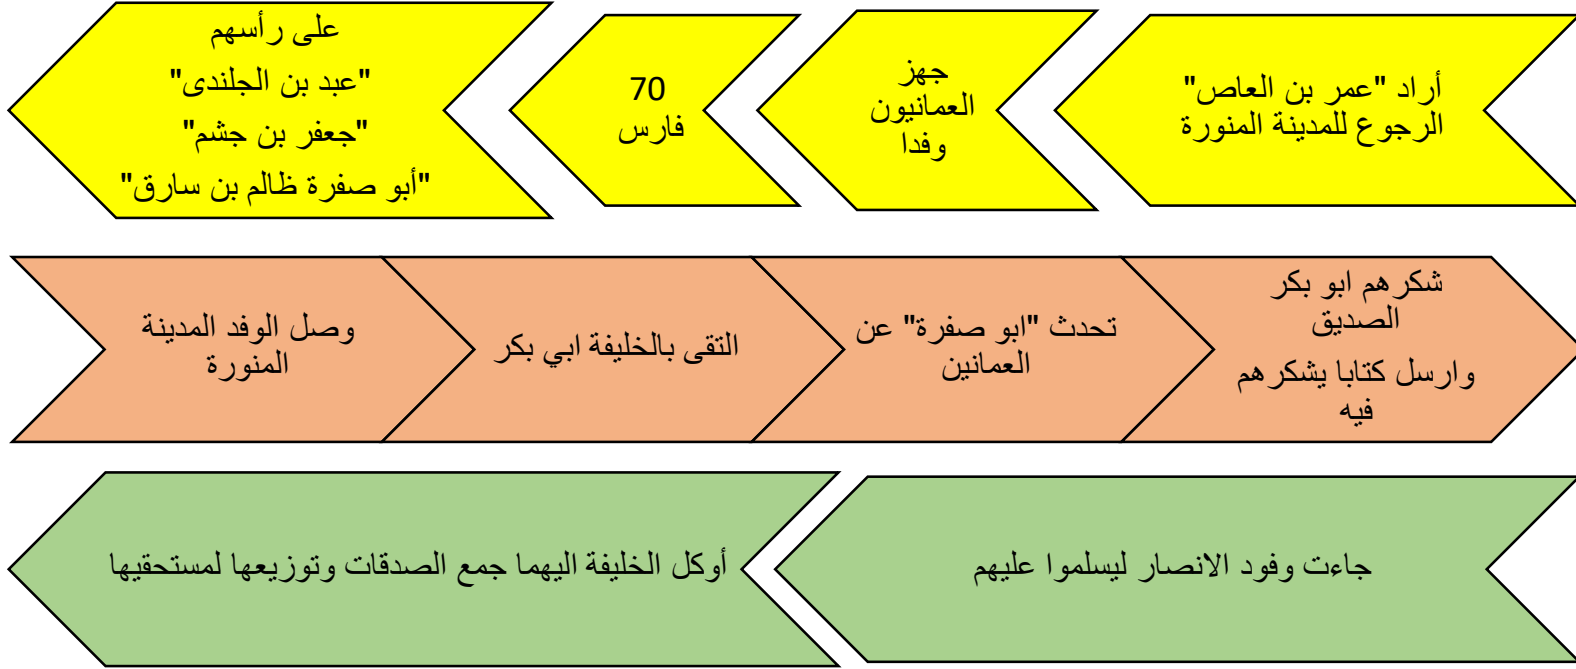 أراد "عمر بن العاص"
الرجوع للمدينة المنورة
جهز
العمانيون
وفدا
70
فارس
على رأسهم
"عبد بن الجلندى"
"جعفر بن جشم"
"أبو صفرة ظالم بن سارق"
وصل الوفد المدينة
المنورة
التقى بالخليفة ابي بكر
تحدث "ابو صفرة" عن
العمانين
شكرهم ابو بكر
الصديق
وارسل كتابا يشكرهم
فيه
جاءت وفود الانصار ليسلموا عليهم
أوكل الخليفة اليهما جمع الصدقات وتوزيعها لمستحقيها